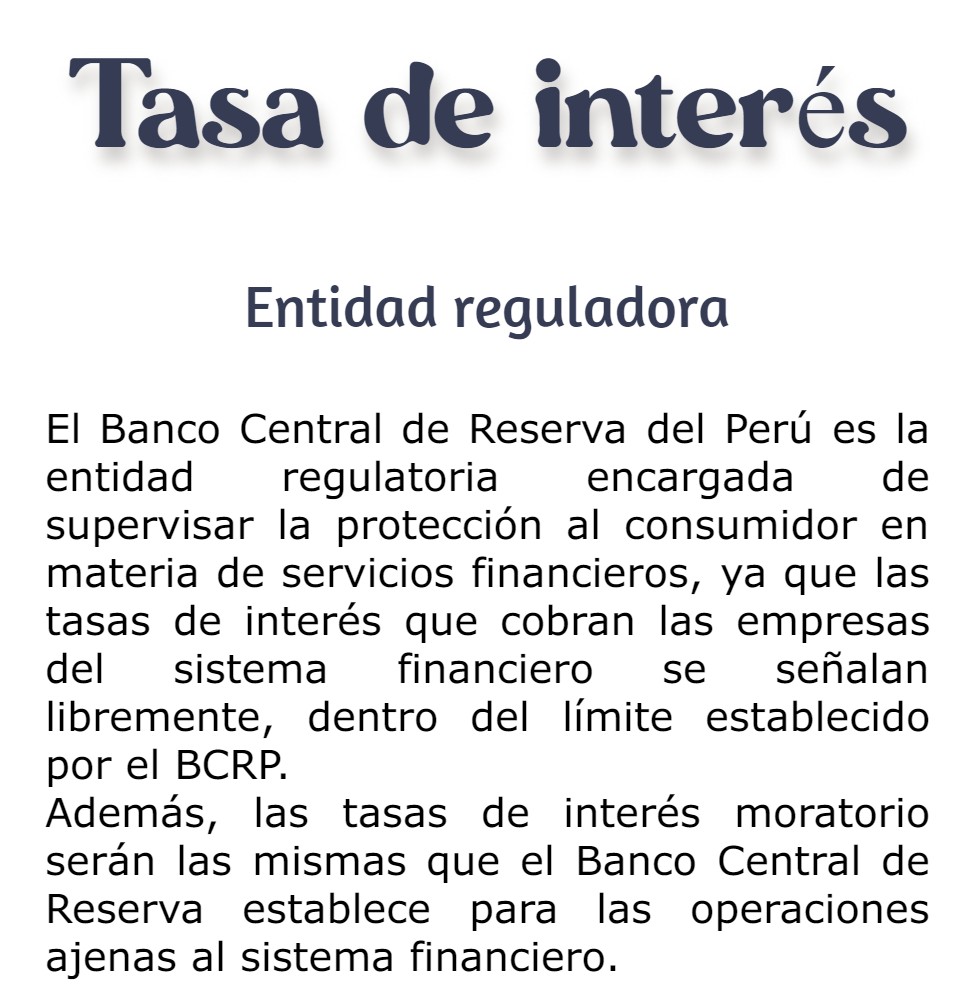 Tasa de interés
Entidad reguladora
El Banco Central de Reserva del Perú es la
entidad regulatoria encargada de
supervisar la protección al consumidor en
materia de servicios financieros, ya que las
tasas de interés que cobran las empresas
del sistema financiero se señalan
libremente, dentro del límite establecido
por el BCRP.
Además, las tasas de interés moratorio
serán las mismas que el Banco Central de
Reserva establece para las operaciones
ajenas al sistema financiero.